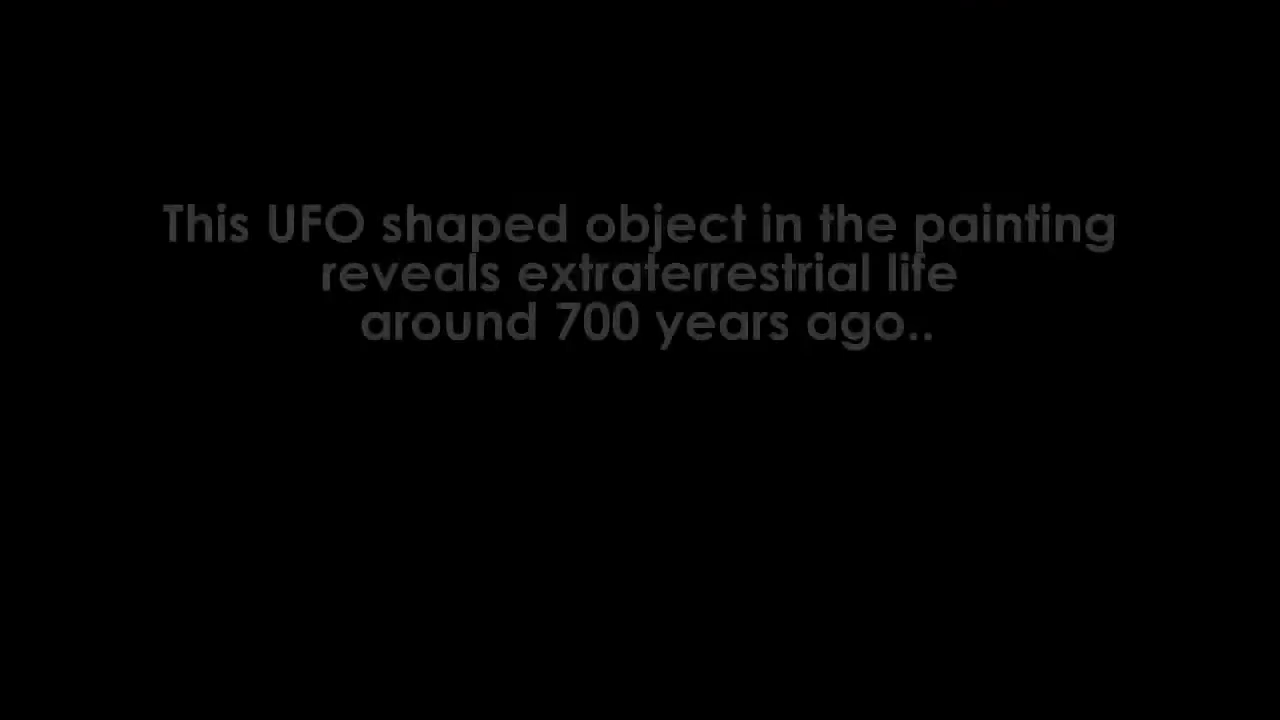 This UFO shaped object in the painting
reveals extraterrestrial life
around 700 years ago..